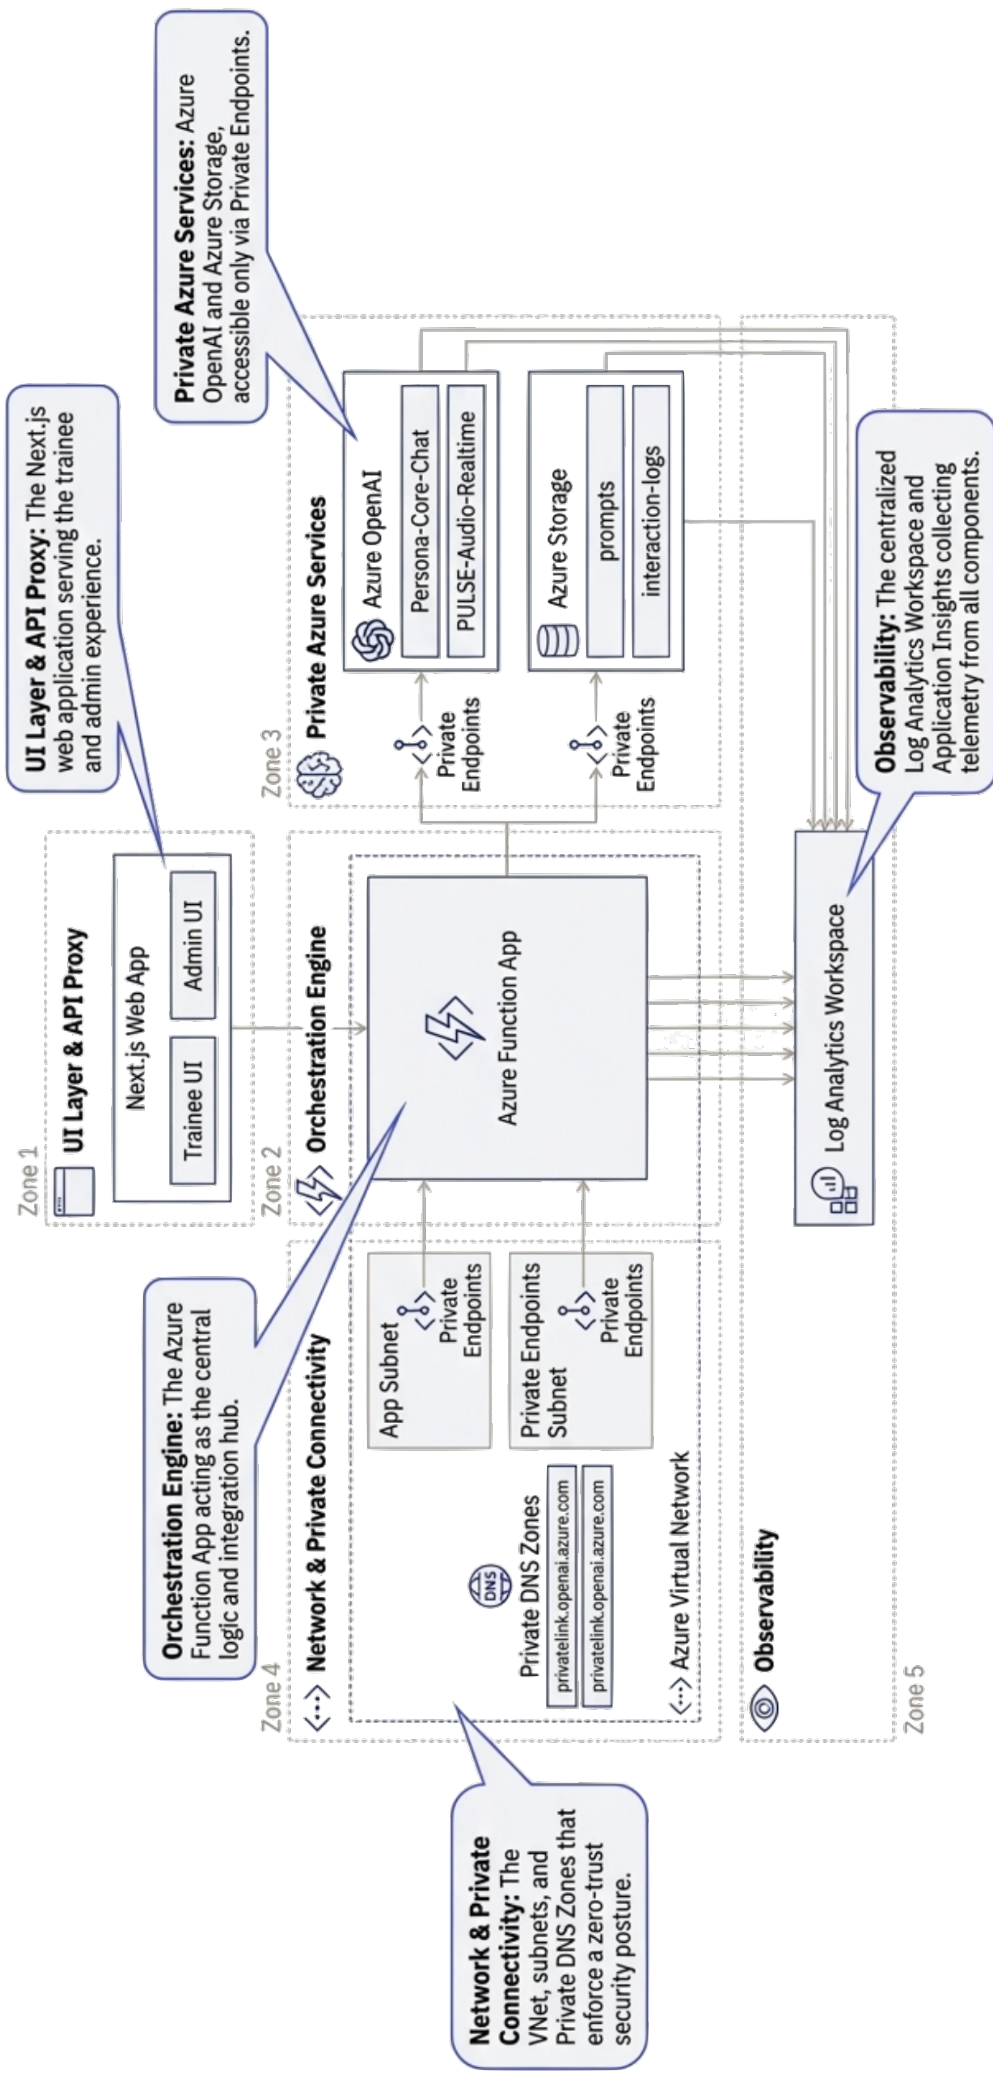 UI Layer & API Proxy: The Next.js
web application serving the trainee
and admin experience.
Private Azure Services: Azure
OpenAI and Azure Storage,
accessible only via Private Endpoints.
Orchestration Engine: The Azure
Function App acting as the central
logic and integration hub.
Network & Private
Connectivity: The
VNet, subnets, and
Private DNS Zones that
enforce a zero-trust
security posture.
Observability: The centralized
Log Analytics Workspace and
Application Insights collecting
telemetry from all components.
Zone 1
UI Layer & API Proxy
Next.js Web App
Trainee UI
Admin UI
Zone 4
Network & Private Connectivity
App Subnet
Private
Endpoints
Private Endpoints
Subnet
Private
Endpoints
DNS
Private DNS Zones
privatelink.openai.azure.com
privatelink.openai.azure.com
Azure Virtual Network
Zone 2
Orchestration Engine
Azure Function App
Zone 3
Private Azure Services
Private
Endpoints
Azure OpenAI
Persona-Core-Chat
PULSE-Audio-Realtime
Private
Endpoints
Azure Storage
prompts
interaction-logs
Observability
Log Analytics Workspace
Zone 5